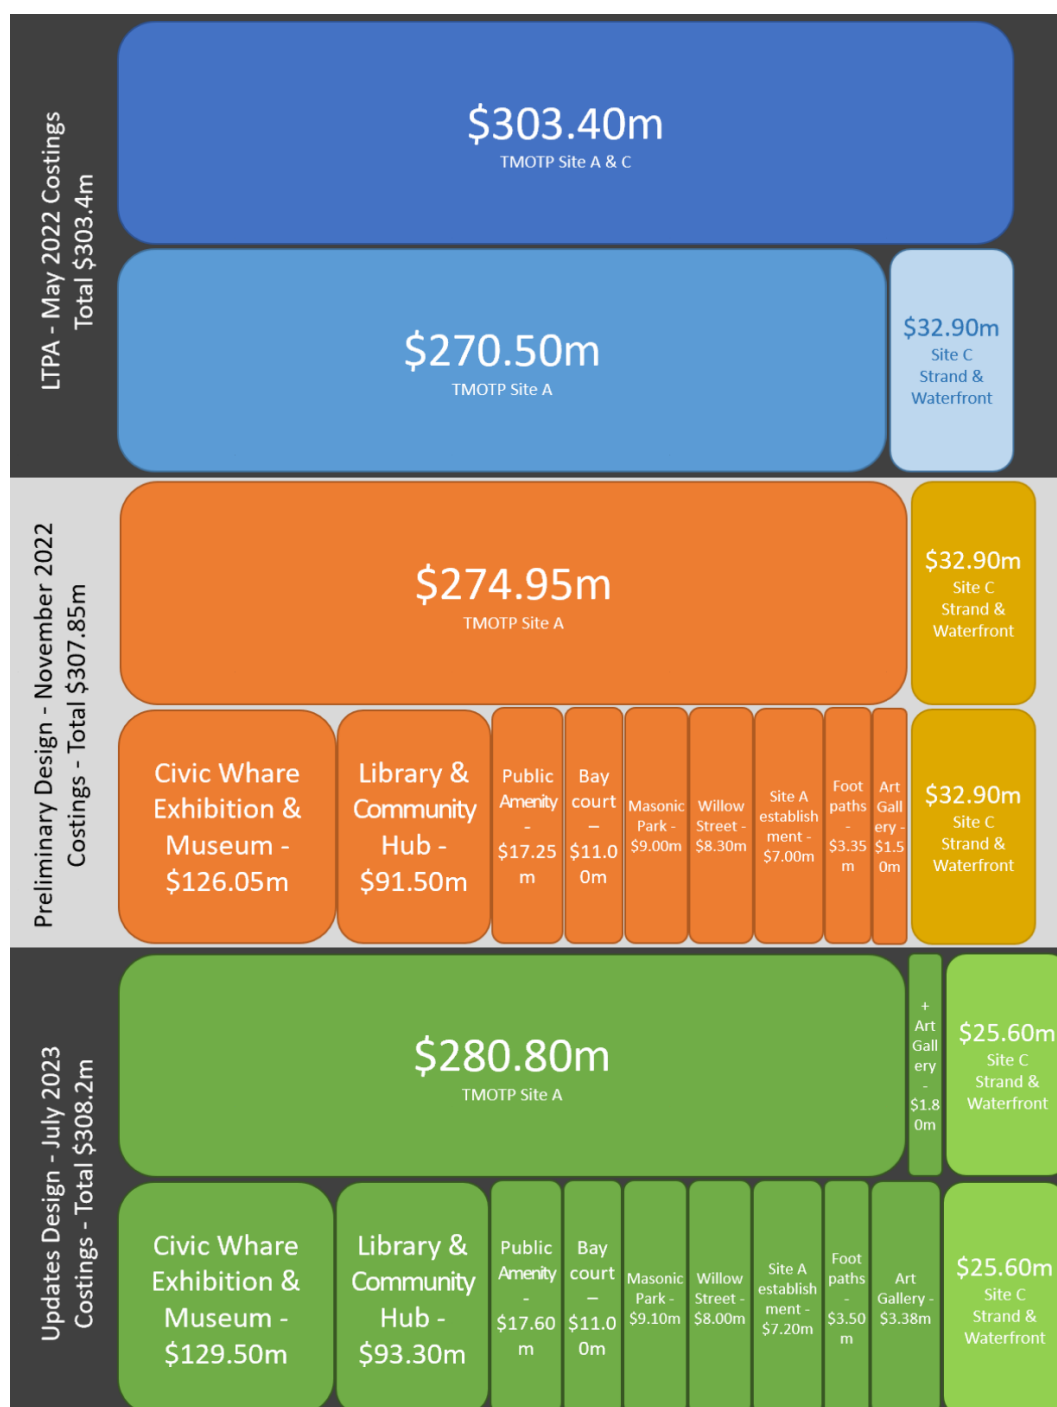 LTPA - May 2022 Costings
Total $303.4m
$303.40m
TMOTP Site A & C
$270.50m
TMOTP Site A
$32.90m
Site C
Strand &
Waterfront
Preliminary Design - November 2022
Costings - Total $307.85m
$274.95m
TMOTP Site A
$32.90m
Site C
Strand &
Waterfront
Civic Whare
Exhibition &
Museum -
$126.05m
Library &
Community
Hub -
$91.50m
Public
Amenity
-
$17.25
m
Bay
court
–
$11.0
0m
Masonic
Park -
$9.00m
Willow
Street -
$8.30m
Site A
establish
ment -
$7.00m
Foot
paths
-
$3.35
m
Art
Gall
ery -
$1.5
0m
$32.90m
Site C
Strand &
Waterfront
Updates Design - July 2023
Costings - Total $308.2m
$280.80m
TMOTP Site A
+
Art
Gall
ery
-
$1.8
0m
$25.60m
Site C
Strand &
Waterfront
Civic Whare
Exhibition &
Museum -
$129.50m
Library &
Community
Hub -
$93.30m
Public
Amenity
-
$17.60
m
Bay
court
–
$11.0
0m
Masonic
Park -
$9.10m
Willow
Street -
$8.00m
Site A
establish
ment -
$7.20m
Foot
paths
-
$3.50
m
Art
Gallery -
$3.38m
$25.60m
Site C
Strand &
Waterfront